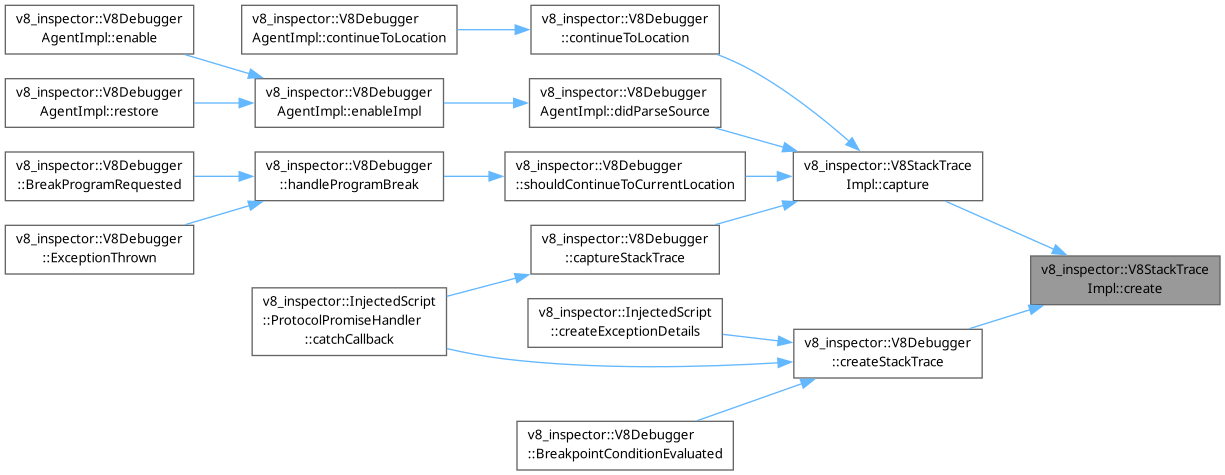 v8_inspector::V8Debugger
AgentImpl::enable
v8_inspector::V8Debugger
AgentImpl::continueToLocation
v8_inspector::V8Debugger
::continueToLocation
v8_inspector::V8Debugger
AgentImpl::restore
v8_inspector::V8Debugger
AgentImpl::enableImpl
v8_inspector::V8Debugger
AgentImpl::didParseSource
v8_inspector::V8Debugger
::BreakProgramRequested
v8_inspector::V8Debugger
::handleProgramBreak
v8_inspector::V8Debugger
::shouldContinueToCurrentLocation
v8_inspector::V8StackTrace
Impl::capture
v8_inspector::V8Debugger
::ExceptionThrown
v8_inspector::V8Debugger
::captureStackTrace
v8_inspector::V8StackTrace
Impl::create
v8_inspector::InjectedScript
::ProtocolPromiseHandler
::catchCallback
v8_inspector::InjectedScript
::createExceptionDetails
v8_inspector::V8Debugger
::createStackTrace
v8_inspector::V8Debugger
::BreakpointConditionEvaluated